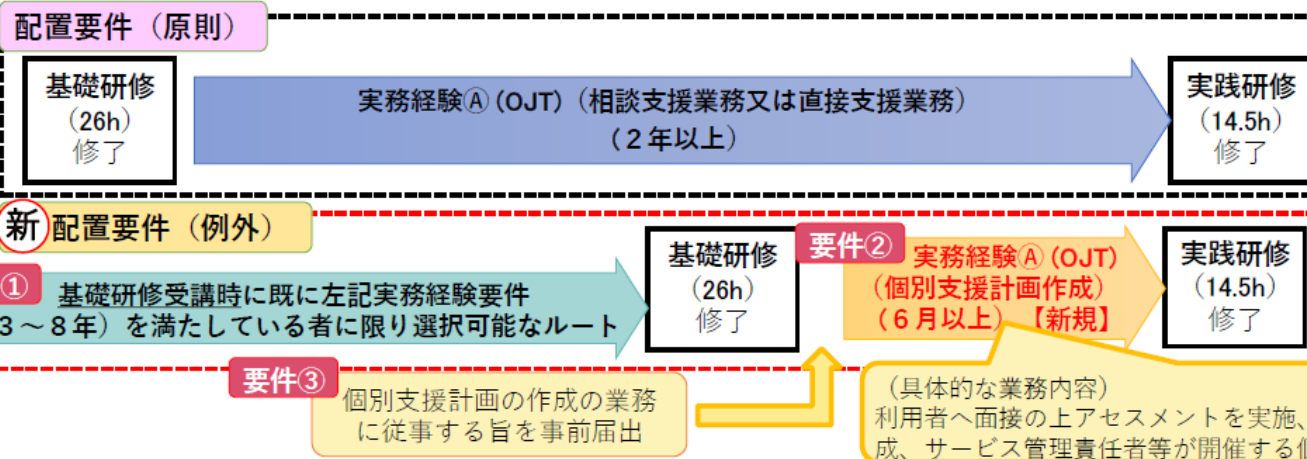 配置要件（原則）
基礎研修
（26h）
修了
実務経験Ⓐ (OJT)（相談支援業務又は直接支援業務）
（２年以上）
実践研修
（14.5h）
修了
新 配置要件（例外）
① 基礎研修受講時に既に左記実務経験要件
３～８年）を満たしている者に限り選択可能なルート
基礎研修
（26h）
修了
要件②
実務経験Ⓐ (OJT)
（個別支援計画作成）
（６月以上）【新規】
実践研修
（14.5h）
修了
要件③
個別支援計画の作成の業務
に従事する旨を事前届出
（具体的な業務内容）
利用者へ面接の上アセスメントを実施、
成、サービス管理責任者等が開催する個